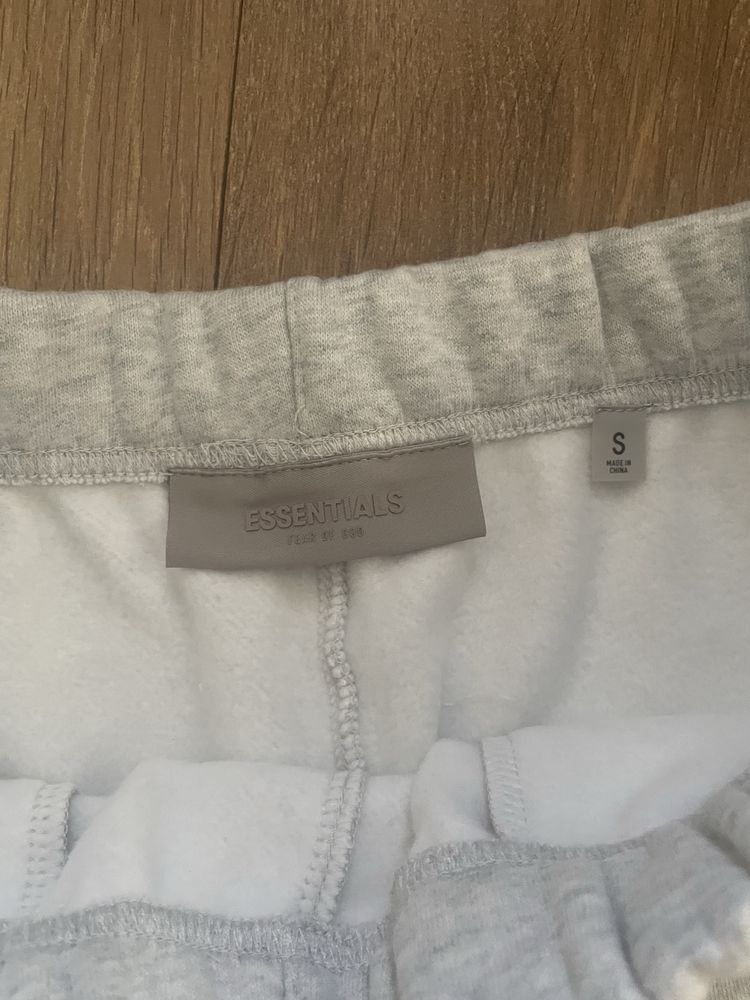 ESSENTIALS
FEAR OF GOD
S
MADE IN
CHINA